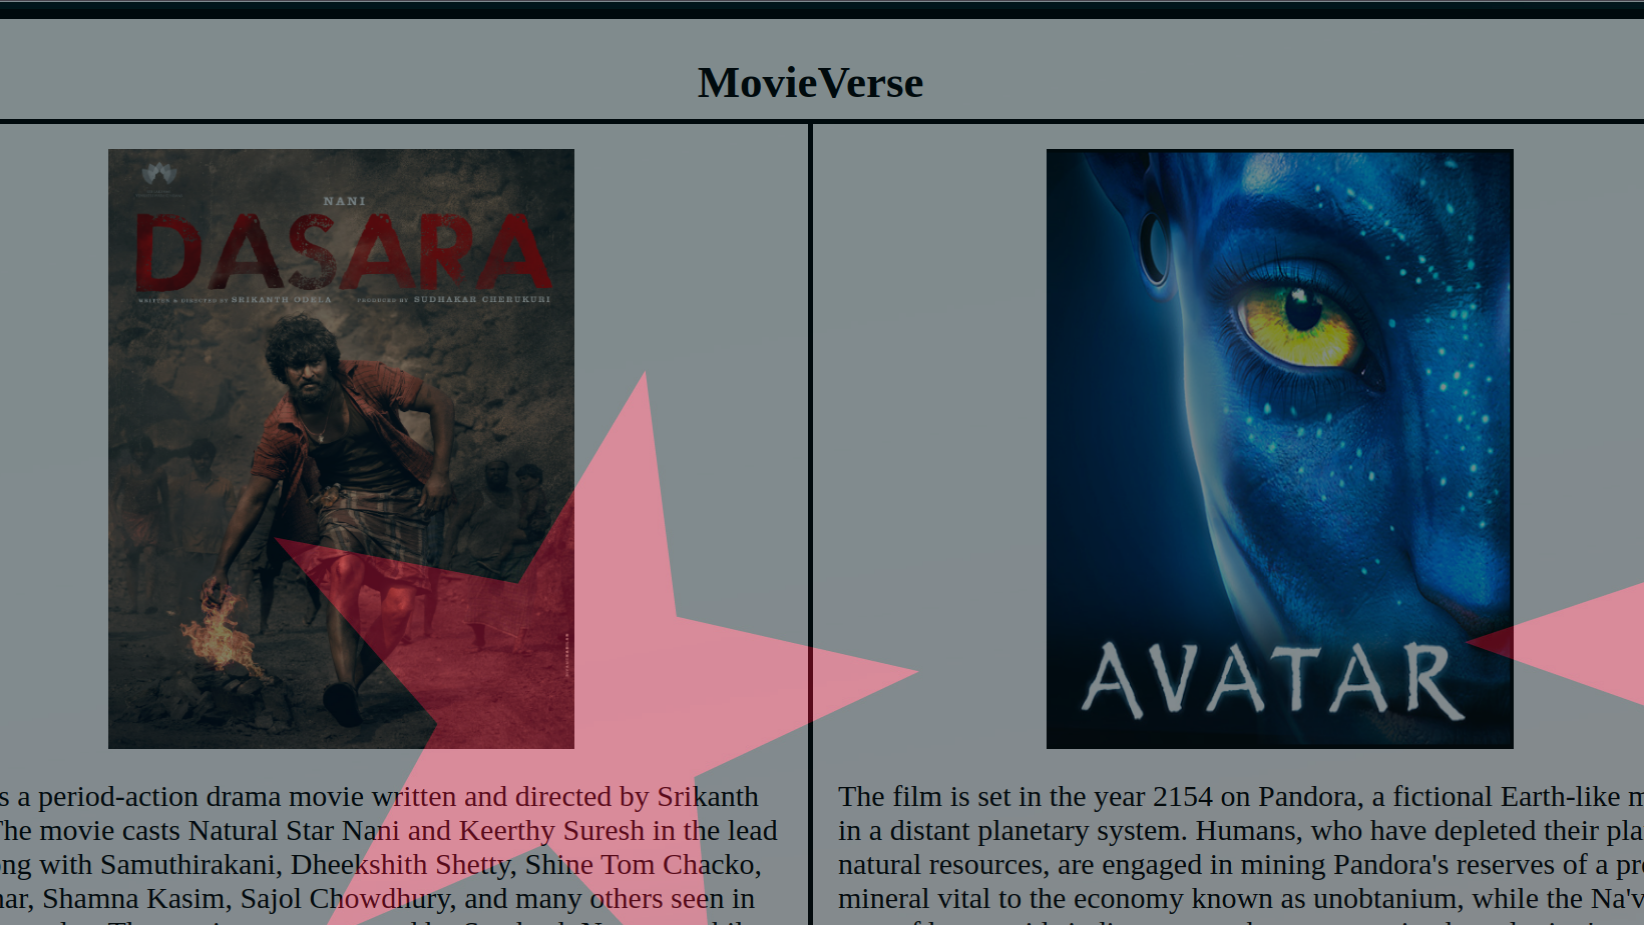 MovieVerse
NANI
DASARA
WRITTEN & DIRECTED BY SRIKANTH ODELA PRODUCED BY SUDHAKAR CHERUKURI
AVATAR
s a period-action drama movie written and directed by Srikanth
The movie casts Natural Star Nani and Keerthy Suresh in the lead
ong with Samuthirakani, Dheekshith Shetty, Shine Tom Chacko,
nar, Shamna Kasim, Sajol Chowdhury, and many others seen in
The film is set in the year 2154 on Pandora, a fictional Earth-like m
in a distant planetary system. Humans, who have depleted their pla
natural resources, are engaged in mining Pandora's reserves of a pre
mineral vital to the economy known as unobtanium, while the Na'v